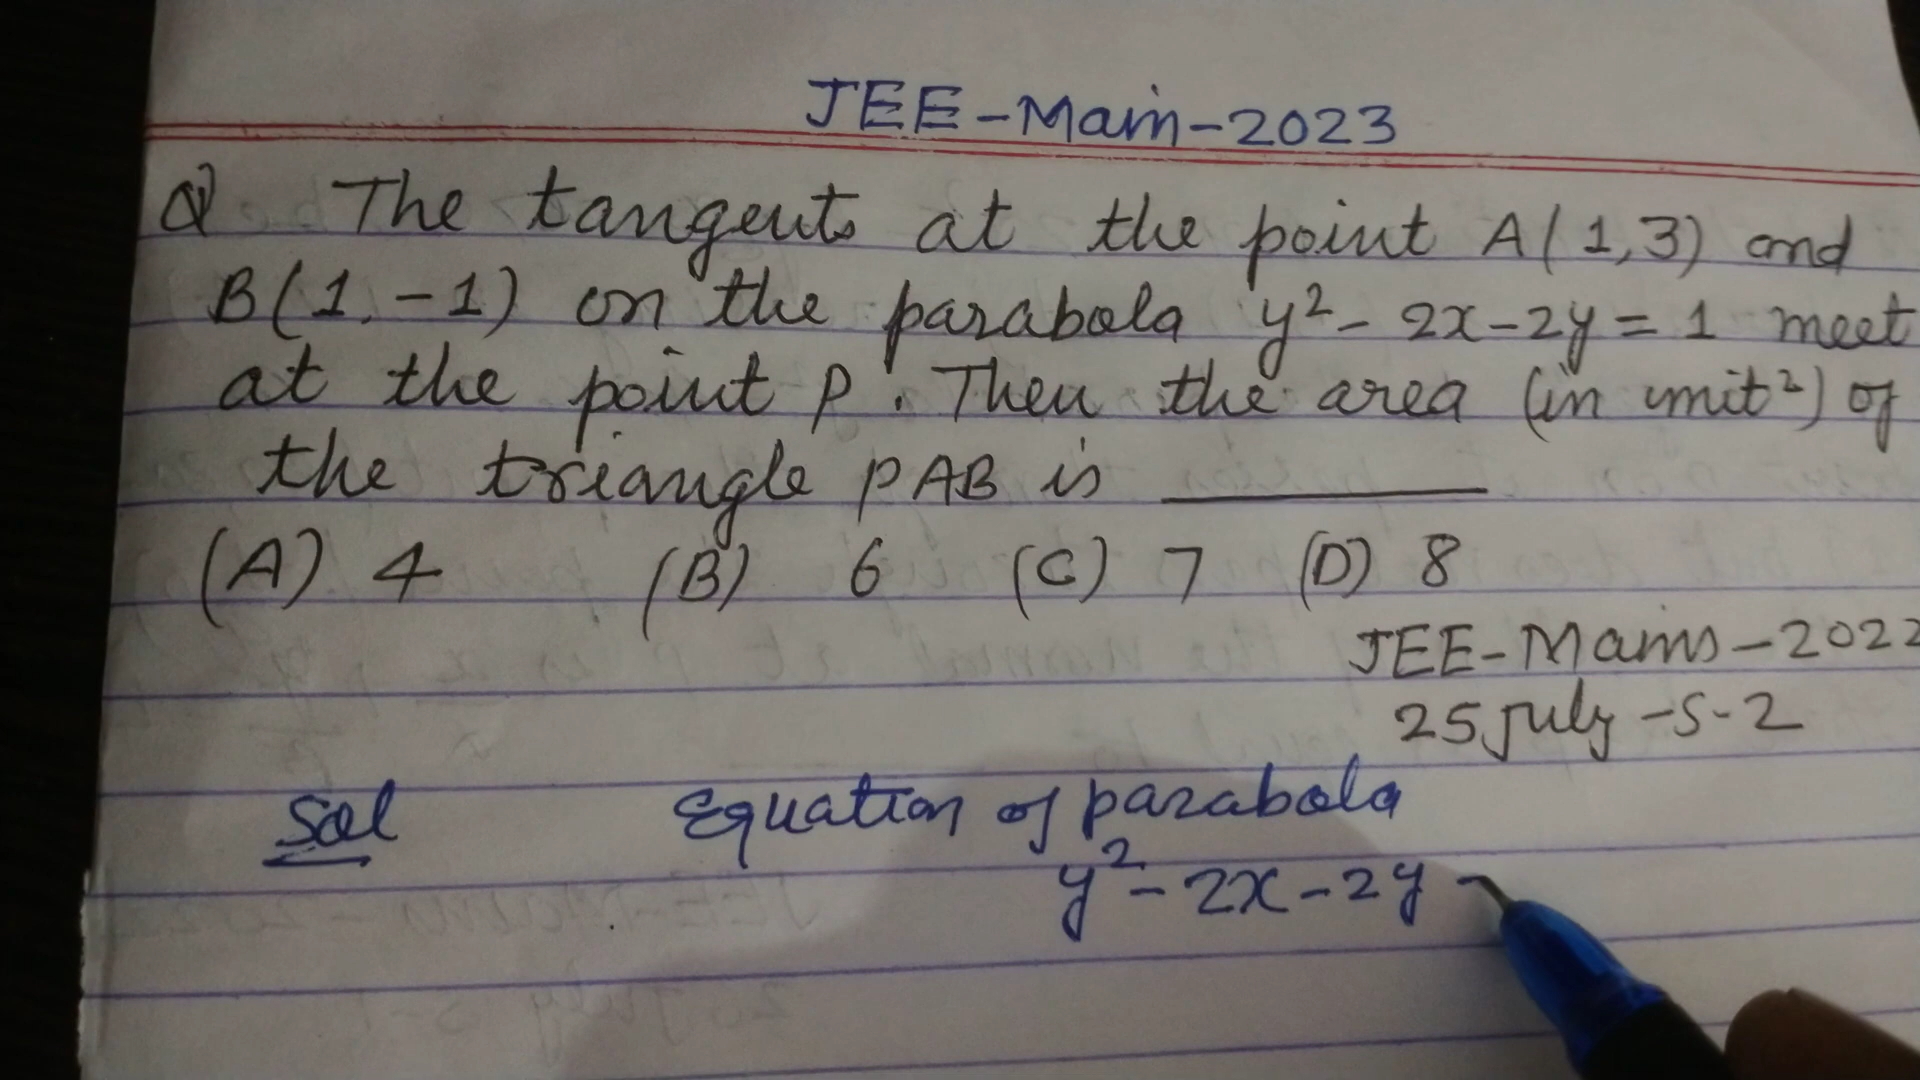 JEE-Main-2023
Q The tangents at the point A(1,3) and
B(1,-1) on the parabola y²-2x-2y=1 meet
at the point P. Then the area (in unit²) of
the triangle PAB is ______
(A) 4 (B) 6 (C) 7 (D) 8
JEE-Mains-2022
25 July -S-2
Sol Equation of parabola
y²-2x-2y -